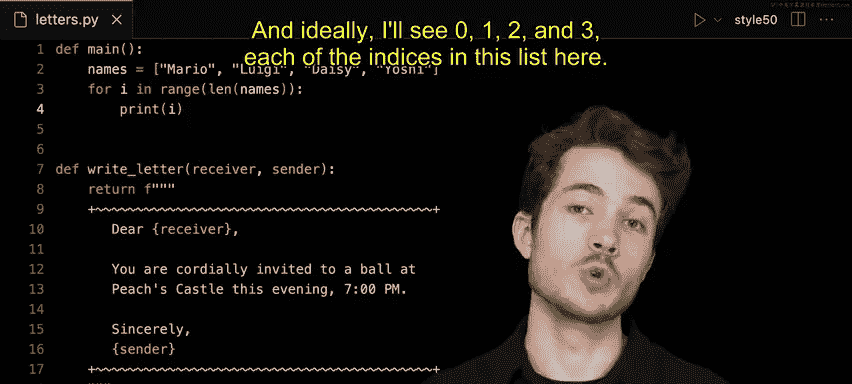 letters.py
style50
And ideally, I'll see 0, 1, 2, and 3,
each of the indices in this list here.
1 def main():
2 names = ["Mario", "Luigi", "Daisy", "Yoshi"]
3 for i in range(len(names)):
4 print(i)
5
6
7 def write_letter(receiver, sender):
8 return f"""
9 +~~~~~~~~~~~~~~~~~~~~~~~~~~~~~~~~~~~~~~~~~+
10 Dear {receiver},
11
12 You are cordially invited to a ball at
13 Peach's Castle this evening, 7:00 PM.
14
15 Sincerely,
16 {sender}
17 +~~~~~~~~~~~~~~~~~~~~~~~~~~~~~~~~~~~~~~~~~+